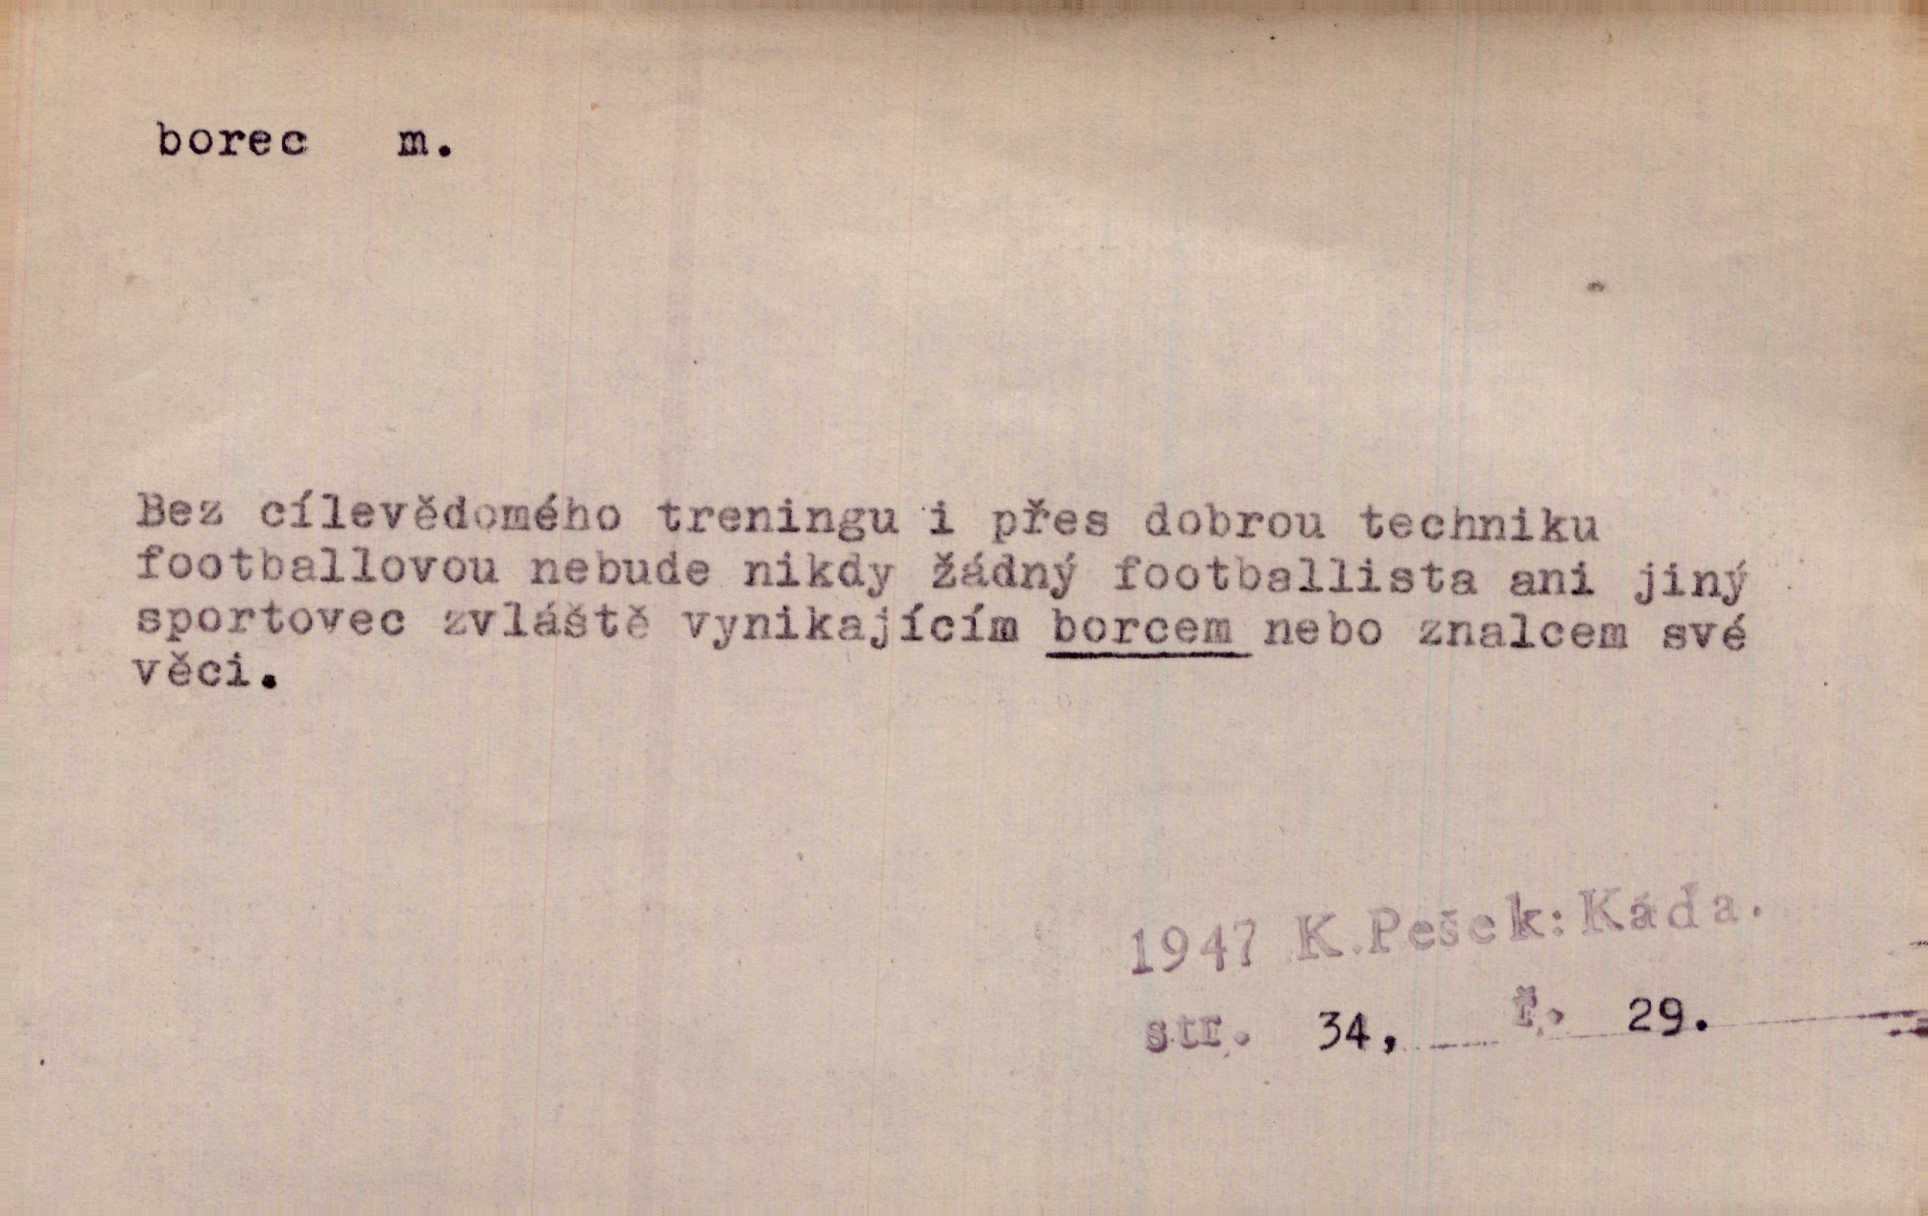 borec m.
Bez cílevědomého treningu i přes dobrou techniku
footballovou nebude nikdy žádný footballista ani jiný
sportovec zvláště vynikajícím borcem nebo znalcem své
věci.
1947 K.Pešek: Káďa.
str. 34, ř. 29.